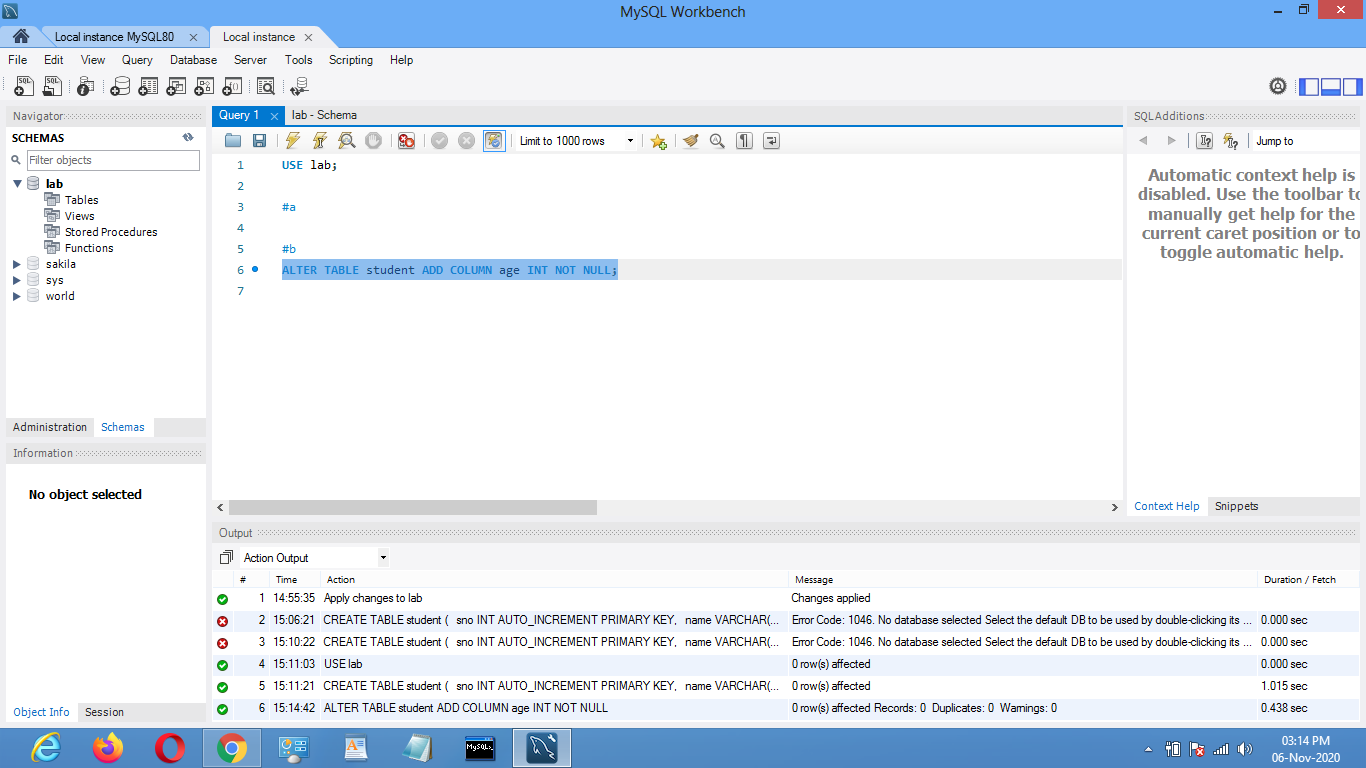 MySQL Workbench
Local instance MySQL80 Local instance
File Edit View Query Database Server Tools Scripting Help
Navigator
SCHEMAS
Filter objects
lab
Tables
Views
Stored Procedures
Functions
sakila
sys
world
Administration Schemas
Information
No object selected
Object Info Session
Query 1 lab - Schema
Limit to 1000 rows
1 USE lab;
2
3 #a
4
5 #b
6 ALTER TABLE student ADD COLUMN age INT NOT NULL;
7
SQLAdditions
Jump to
Automatic context help is
disabled. Use the toolbar to
manually get help for the
current caret position or to
toggle automatic help.
Context Help Snippets
Output
Action Output
# Time Action Message Duration / Fetch
1 14:55:35 Apply changes to lab Changes applied
2 15:06:21 CREATE TABLE student ( sno INT AUTO_INCREMENT PRIMARY KEY, name VARCHAR(... Error Code: 1046. No database selected Select the default DB to be used by double-clicking its ... 0.000 sec
3 15:10:22 CREATE TABLE student ( sno INT AUTO_INCREMENT PRIMARY KEY, name VARCHAR(... Error Code: 1046. No database selected Select the default DB to be used by double-clicking its ... 0.000 sec
4 15:11:03 USE lab 0 row(s) affected 0.000 sec
5 15:11:21 CREATE TABLE student ( sno INT AUTO_INCREMENT PRIMARY KEY, name VARCHAR(... 0 row(s) affected 1.015 sec
6 15:14:42 ALTER TABLE student ADD COLUMN age INT NOT NULL 0 row(s) affected Records: 0 Duplicates: 0 Warnings: 0 0.438 sec
03:14 PM
06-Nov-2020